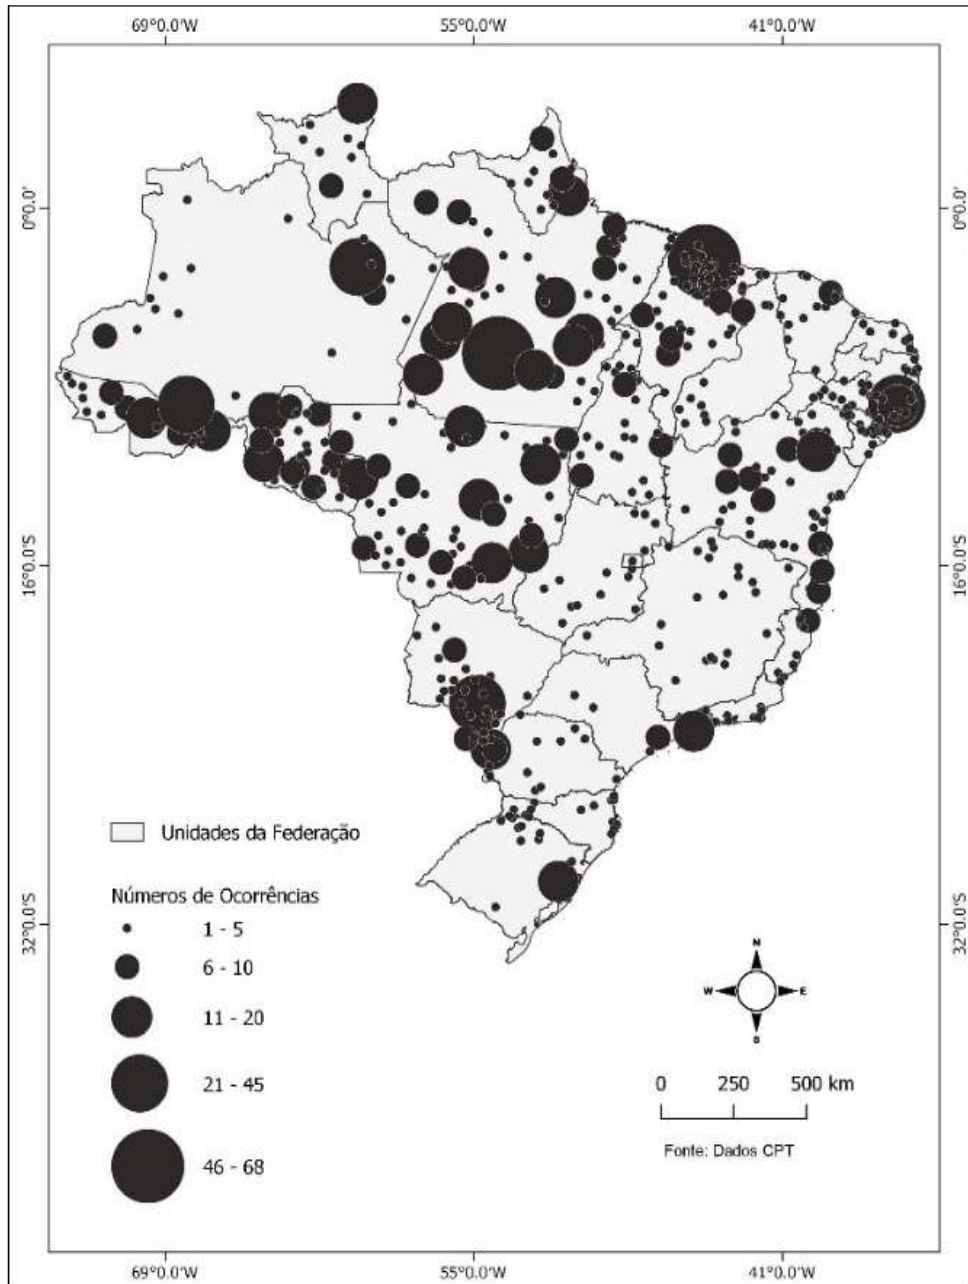 69°0.0'W 55°0.0'W 41°0.0'W
0°0.0' 0°0.0'
16°0.0'S 16°0.0'S
32°0.0'S 32°0.0'S
Unidades da Federação
Números de Ocorrências
1 - 5
6 - 10
11 - 20
21 - 45
46 - 68
N
W E
S
0 250 500 km
Fonte: Dados CPT
69°0.0'W 55°0.0'W 41°0.0'W